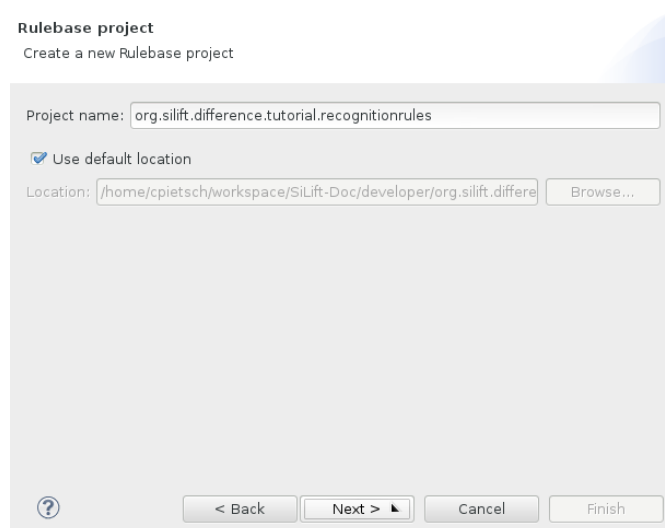 Rulebase project
Create a new Rulebase project
Project name: org.silift.difference.tutorial.recognitionrules
Use default location
Location: /home/cpietsch/workspace/SiLift-Doc/developer/org.silift.differe Browse...
? < Back Next > Cancel Finish